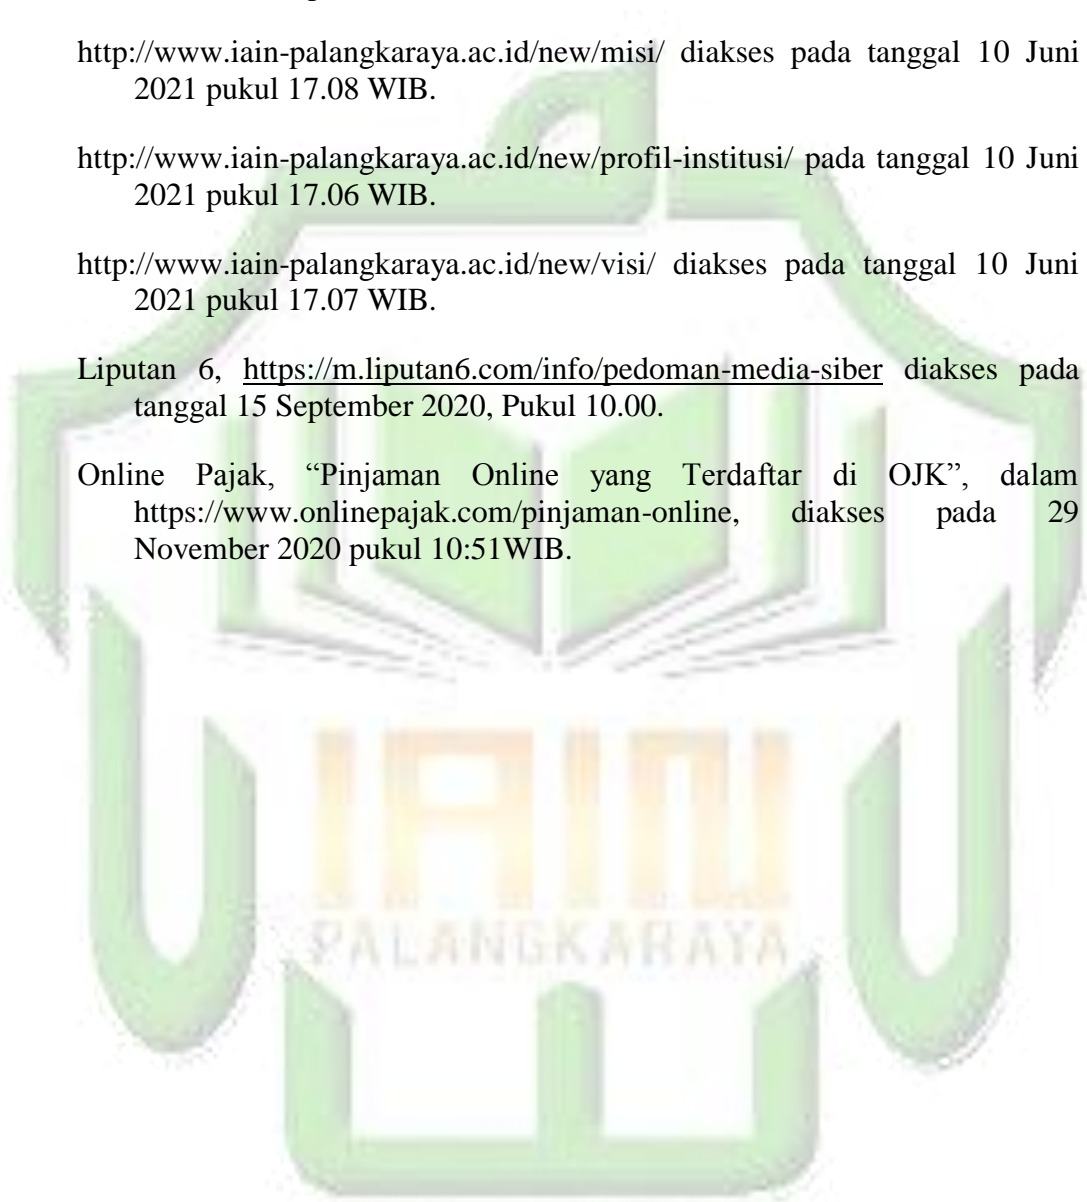 http://www.iain-palangkaraya.ac.id/new/misi/ diakses pada tanggal 10 Juni
2021 pukul 17.08 WIB.
http://www.iain-palangkaraya.ac.id/new/profil-institusi/ pada tanggal 10 Juni
2021 pukul 17.06 WIB.
http://www.iain-palangkaraya.ac.id/new/visi/ diakses pada tanggal 10 Juni
2021 pukul 17.07 WIB.
Liputan 6, https://m.liputan6.com/info/pedoman-media-siber diakses pada
tanggal 15 September 2020, Pukul 10.00.
Online Pajak, “Pinjaman Online yang Terdaftar di OJK”, dalam
https://www.onlinepajak.com/pinjaman-online, diakses pada 29
November 2020 pukul 10:51WIB.
IAIN
PALANGKARAYA